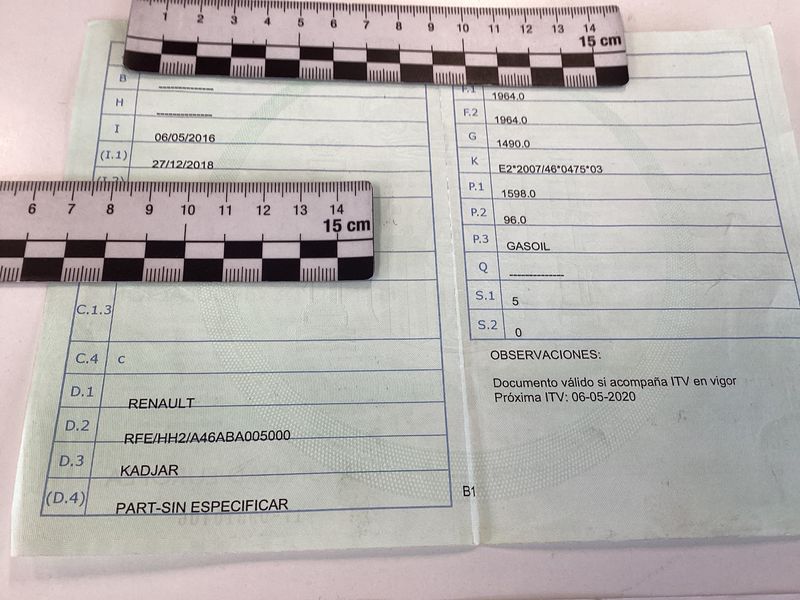 1 2 3 4 5 6 7 8 9 10 11 12 13 14
15 cm
B --------------
H --------------
I 06/05/2016
(I.1) 27/12/2018
6 7 8 9 10 11 12 13 14
15 cm
C.1.3
C.4 c
D.1 RENAULT
D.2 RFE/HH2/A46ABA005000
D.3 KADJAR
(D.4) PART-SIN ESPECIFICAR
F.1 1964.0
F.2 1964.0
G 1490.0
K E2*2007/46*0475*03
P.1 1598.0
P.2 96.0
P.3 GASOIL
Q --------------
S.1 5
S.2 0
OBSERVACIONES:
Documento válido si acompaña ITV en vigor
Próxima ITV: 06-05-2020
B1